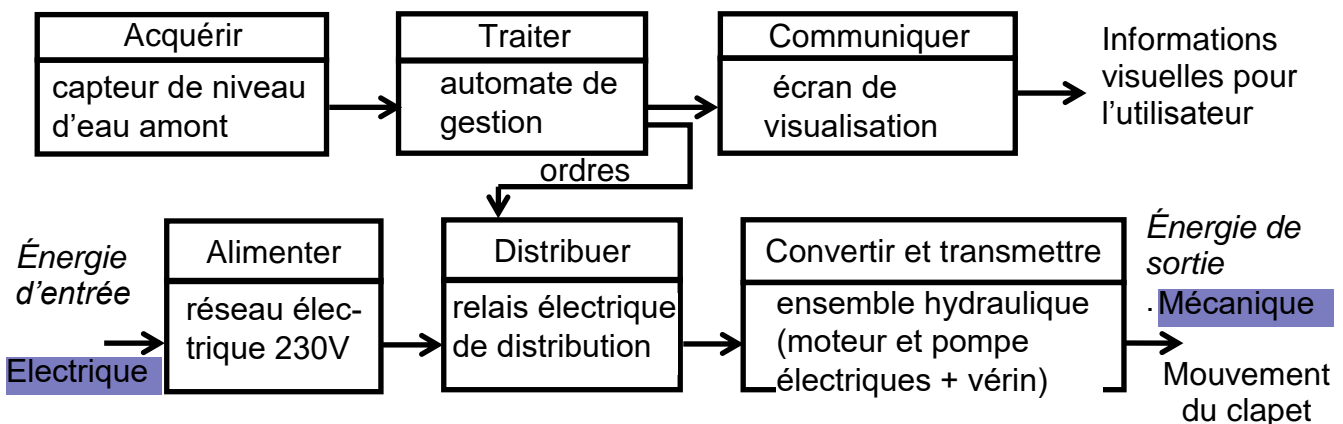 Acquérir
capteur de niveau
d'eau amont
Traiter
automate de
gestion
Communiquer
écran de
visualisation
Informations
visuelles pour
l'utilisateur
ordres
Énergie
d'entrée
Electrique
Alimenter
réseau élec-
trique 230V
Distribuer
relais électrique
de distribution
Convertir et transmettre
ensemble hydraulique
(moteur et pompe
électriques + vérin)
Énergie de
sortie
. Mécanique
Mouvement
du clapet